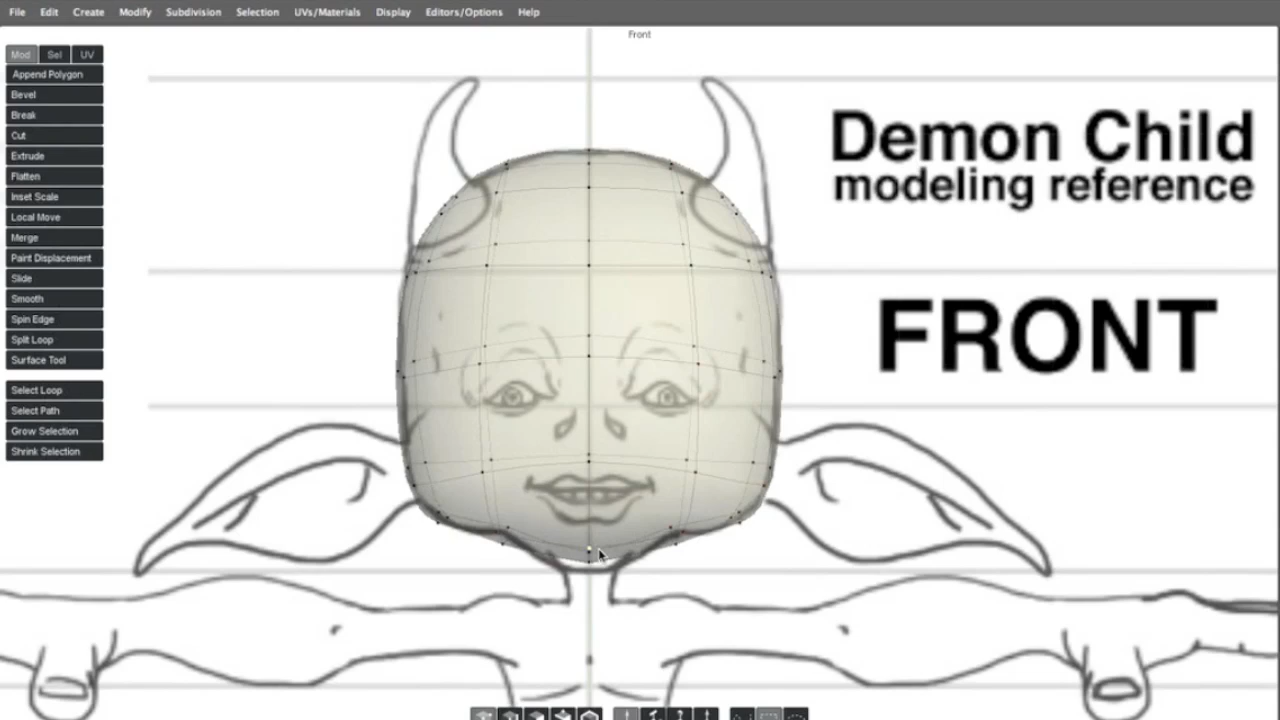 File Edit Create Modify Subdivision Selection UVs/Materials Display Editors/Options Help
Front
Mod Sel UV
Append Polygon
Bevel
Break
Cut
Extrude
Flatten
Inset Scale
Local Move
Merge
Paint Displacement
Slide
Smooth
Spin Edge
Split Loop
Surface Tool
Select Loop
Select Path
Grow Selection
Shrink Selection
Demon Child
modeling reference
FRONT